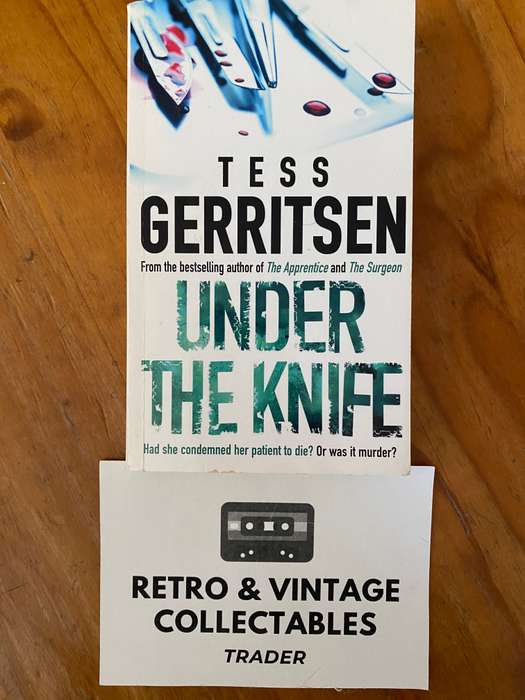 TESS
GERRITSEN
From the bestselling author of The Apprentice and The Surgeon
UNDER
THE KNIFE
Had she condemned her patient to die? Or was it murder?
RETRO & VINTAGE
COLLECTABLES
TRADER